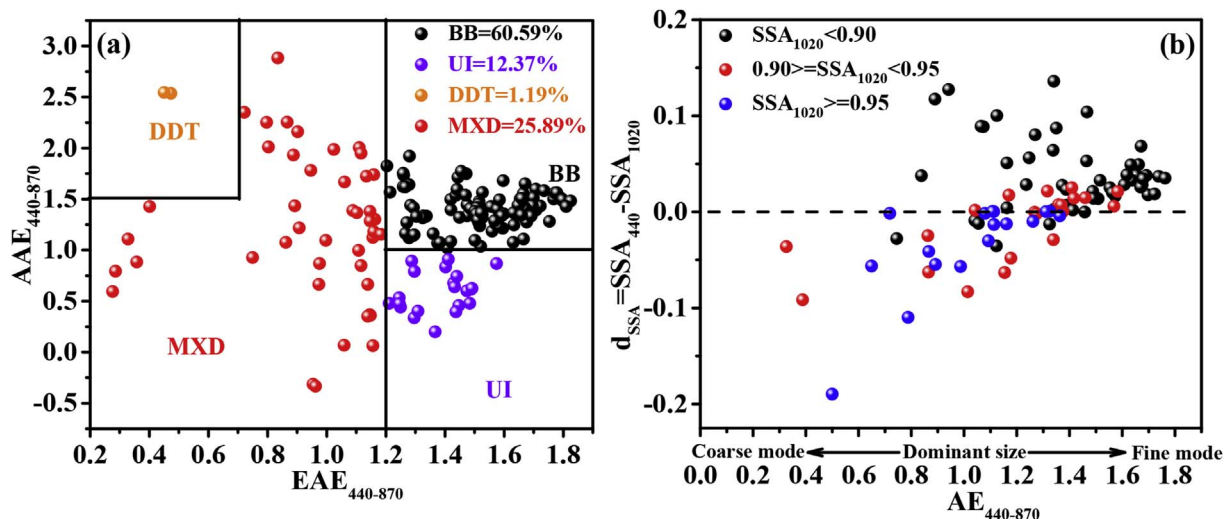 (a)
BB=60.59%
UI=12.37%
DDT=1.19%
MXD=25.89%
DDT
BB
MXD
UI
3.0
2.5
2.0
1.5
1.0
0.5
0.0
-0.5
AAE440-870
0.2 0.4 0.6 0.8 1.0 1.2 1.4 1.6 1.8
EAE440-870
(b)
SSA1020<0.90
0.90>=SSA1020<0.95
SSA1020>=0.95
0.2
0.1
0.0
-0.1
-0.2
dSSA=SSA440-SSA1020
Coarse mode Dominant size Fine mode
0.0 0.2 0.4 0.6 0.8 1.0 1.2 1.4 1.6 1.8
AE440-870